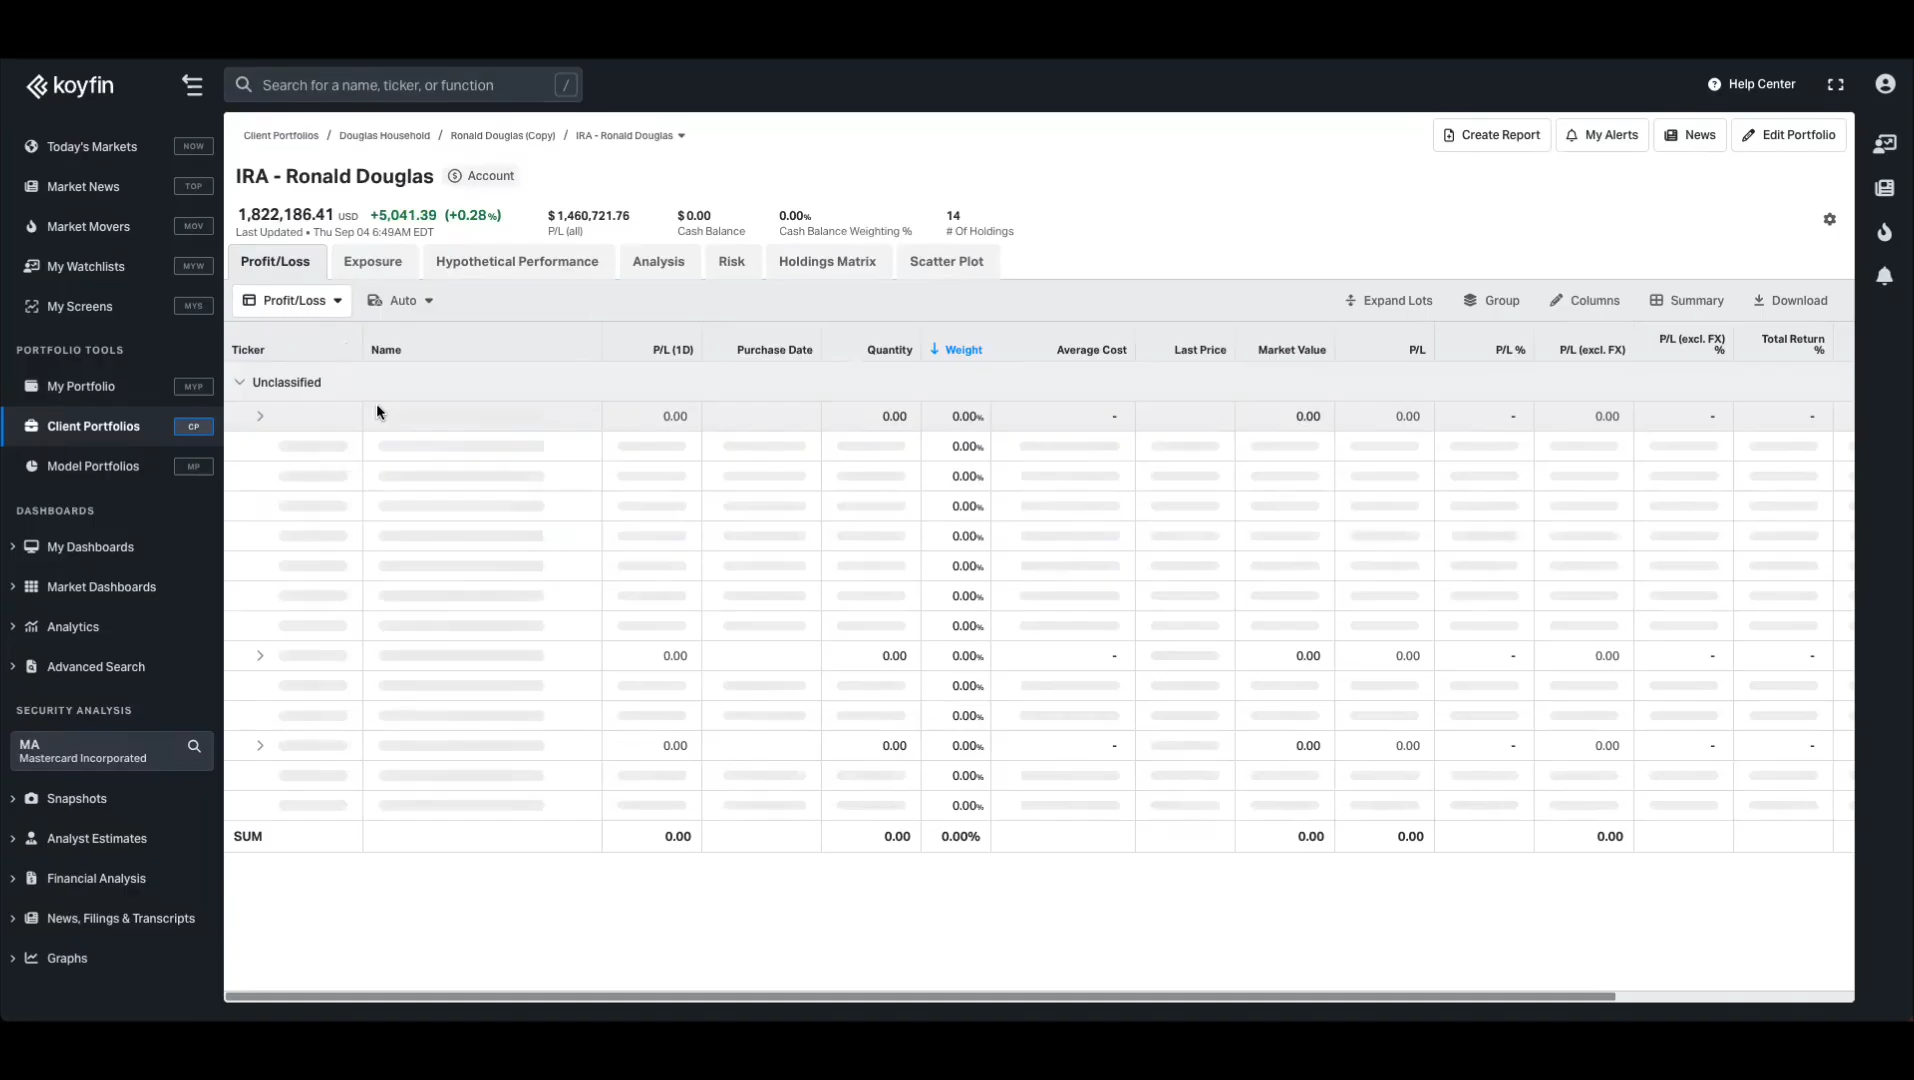 koyfin
Search for a name, ticker, or function
/
Help Center
Today's Markets NOW
Market News TOP
Market Movers MOV
My Watchlists MYW
My Screens MYS
PORTFOLIO TOOLS
My Portfolio MYP
Client Portfolios CP
Model Portfolios MP
DASHBOARDS
My Dashboards
Market Dashboards
Analytics
Advanced Search
SECURITY ANALYSIS
MA
Mastercard Incorporated
Snapshots
Analyst Estimates
Financial Analysis
News, Filings & Transcripts
Graphs
Client Portfolios / Douglas Household / Ronald Douglas (Copy) / IRA - Ronald Douglas
Create Report My Alerts News Edit Portfolio
IRA - Ronald Douglas Account
1,822,186.41 USD +5,041.39 (+0.28%) $ 1,460,721.76 $ 0.00 0.00% 14
Last Updated • Thu Sep 04 6:49AM EDT P/L (all) Cash Balance Cash Balance Weighting % # Of Holdings
Profit/Loss Exposure Hypothetical Performance Analysis Risk Holdings Matrix Scatter Plot
Profit/Loss Auto Expand Lots Group Columns Summary Download
Ticker Name P/L (1D) Purchase Date Quantity Weight Average Cost Last Price Market Value P/L P/L % P/L (excl. FX) P/L (excl. FX) % Total Return %
Unclassified
0.00 0.00 0.00% - 0.00 0.00 - 0.00 - -
0.00%
0.00%
0.00%
0.00%
0.00%
0.00%
0.00%
0.00 0.00 0.00% - 0.00 0.00 - 0.00 - -
0.00%
0.00%
0.00 0.00 0.00% - 0.00 0.00 - 0.00 - -
0.00%
0.00%
SUM 0.00 0.00 0.00% 0.00 0.00 0.00